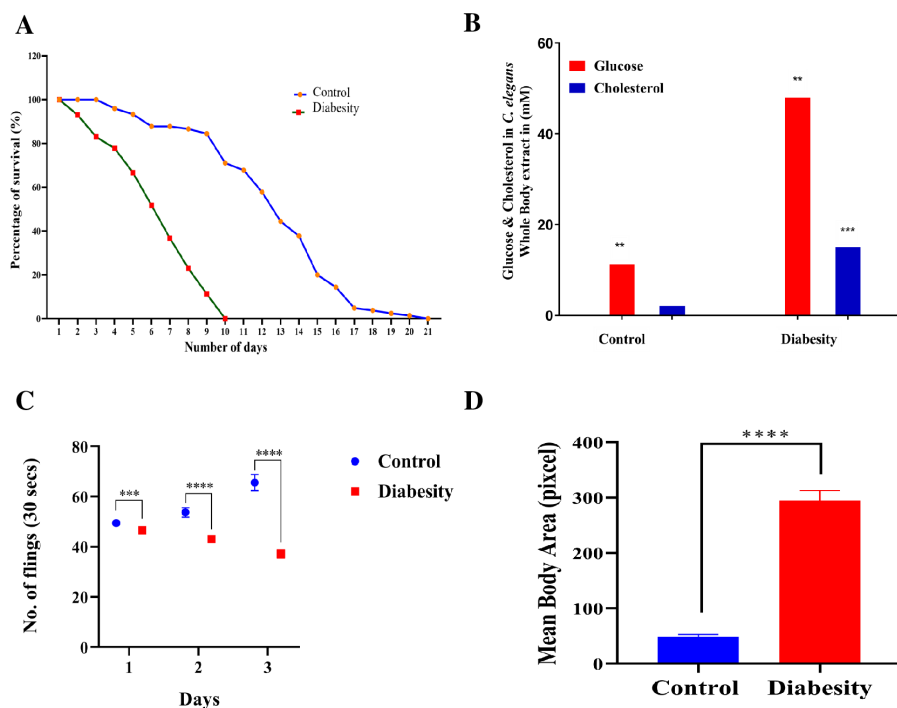 A
120
100
80
60
40
20
0
Percentage of survival (%)
Control
Diabesity
1 2 3 4 5 6 7 8 9 10 11 12 13 14 15 16 17 18 19 20 21
Number of days
B
60
40
20
0
Glucose & Cholesterol in C. elegans
Whole Body extract in (mM)
Glucose
Cholesterol
**
**
***
Control Diabesity
C
80
60
40
20
0
No. of flings (30 secs)
***
****
****
Control
Diabesity
1 2 3
Days
D
400
300
200
100
0
Mean Body Area (pixcel)
****
Control Diabesity